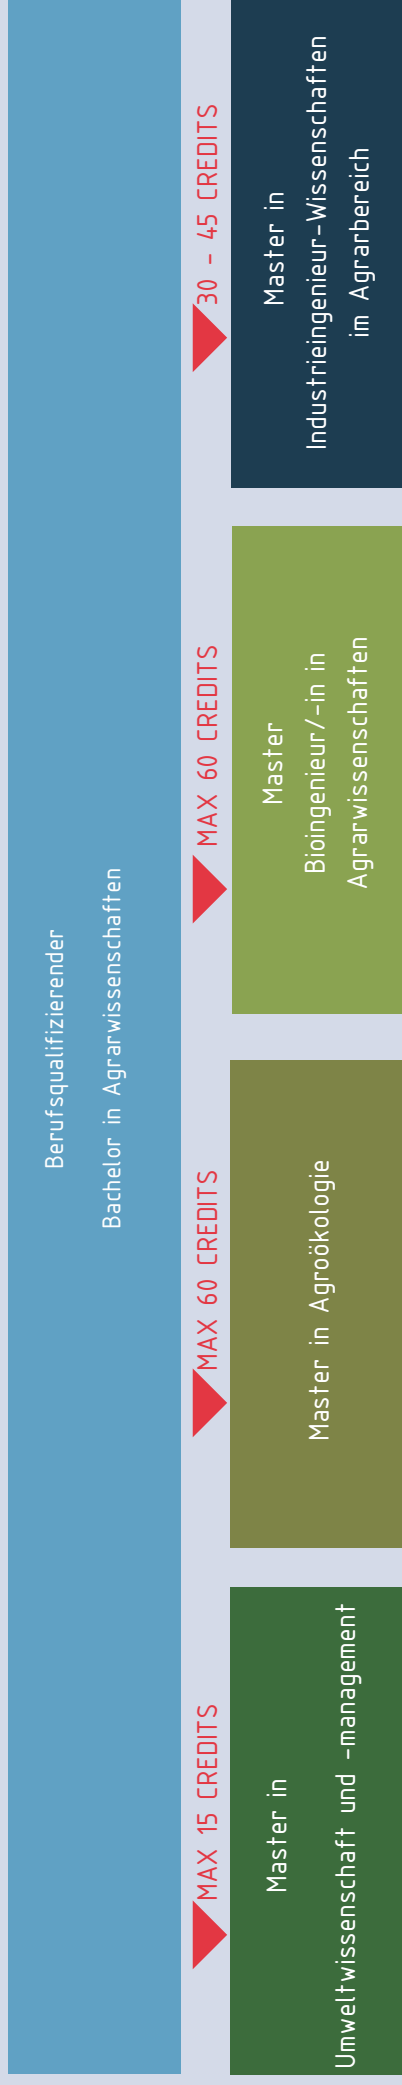 Berufsqualifizierender
Bachelor in Agrarwissenschaften
30 - 45 CREDITS
Master in
Industrieingenieur-Wissenschaften
im Agrarbereich
MAX 60 CREDITS
Master
Bioingenieur/-in in
Agrarwissenschaften
MAX 60 CREDITS
Master in Agroökologie
MAX 15 CREDITS
Master in
Umweltwissenschaft und -management